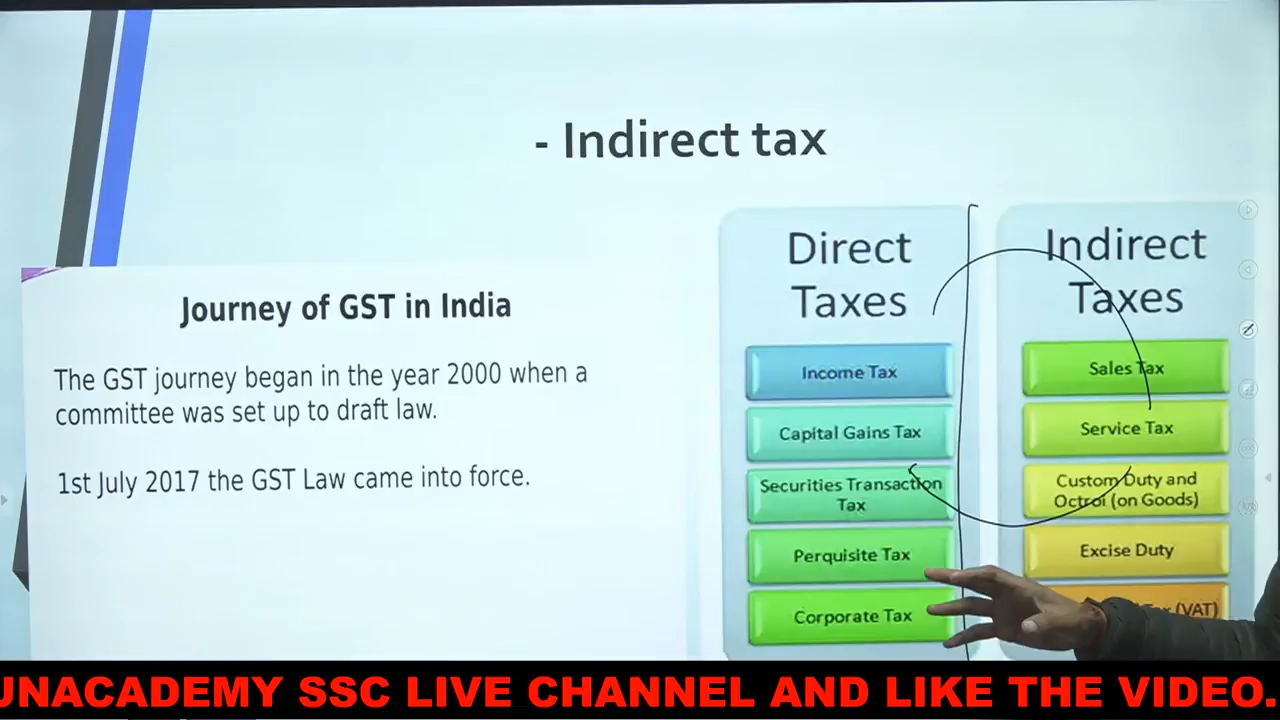 - Indirect tax
Journey of GST in India
The GST journey began in the year 2000 when a
committee was set up to draft law.
1st July 2017 the GST Law came into force.
Direct
Taxes
Income Tax
Capital Gains Tax
Securities Transaction
Tax
Perquisite Tax
Corporate Tax
Indirect
Taxes
Sales Tax
Service Tax
Custom Duty and
Octroi (on Goods)
Excise Duty
(VAT)
UNACADEMY SSC LIVE CHANNEL AND LIKE THE VIDEO.